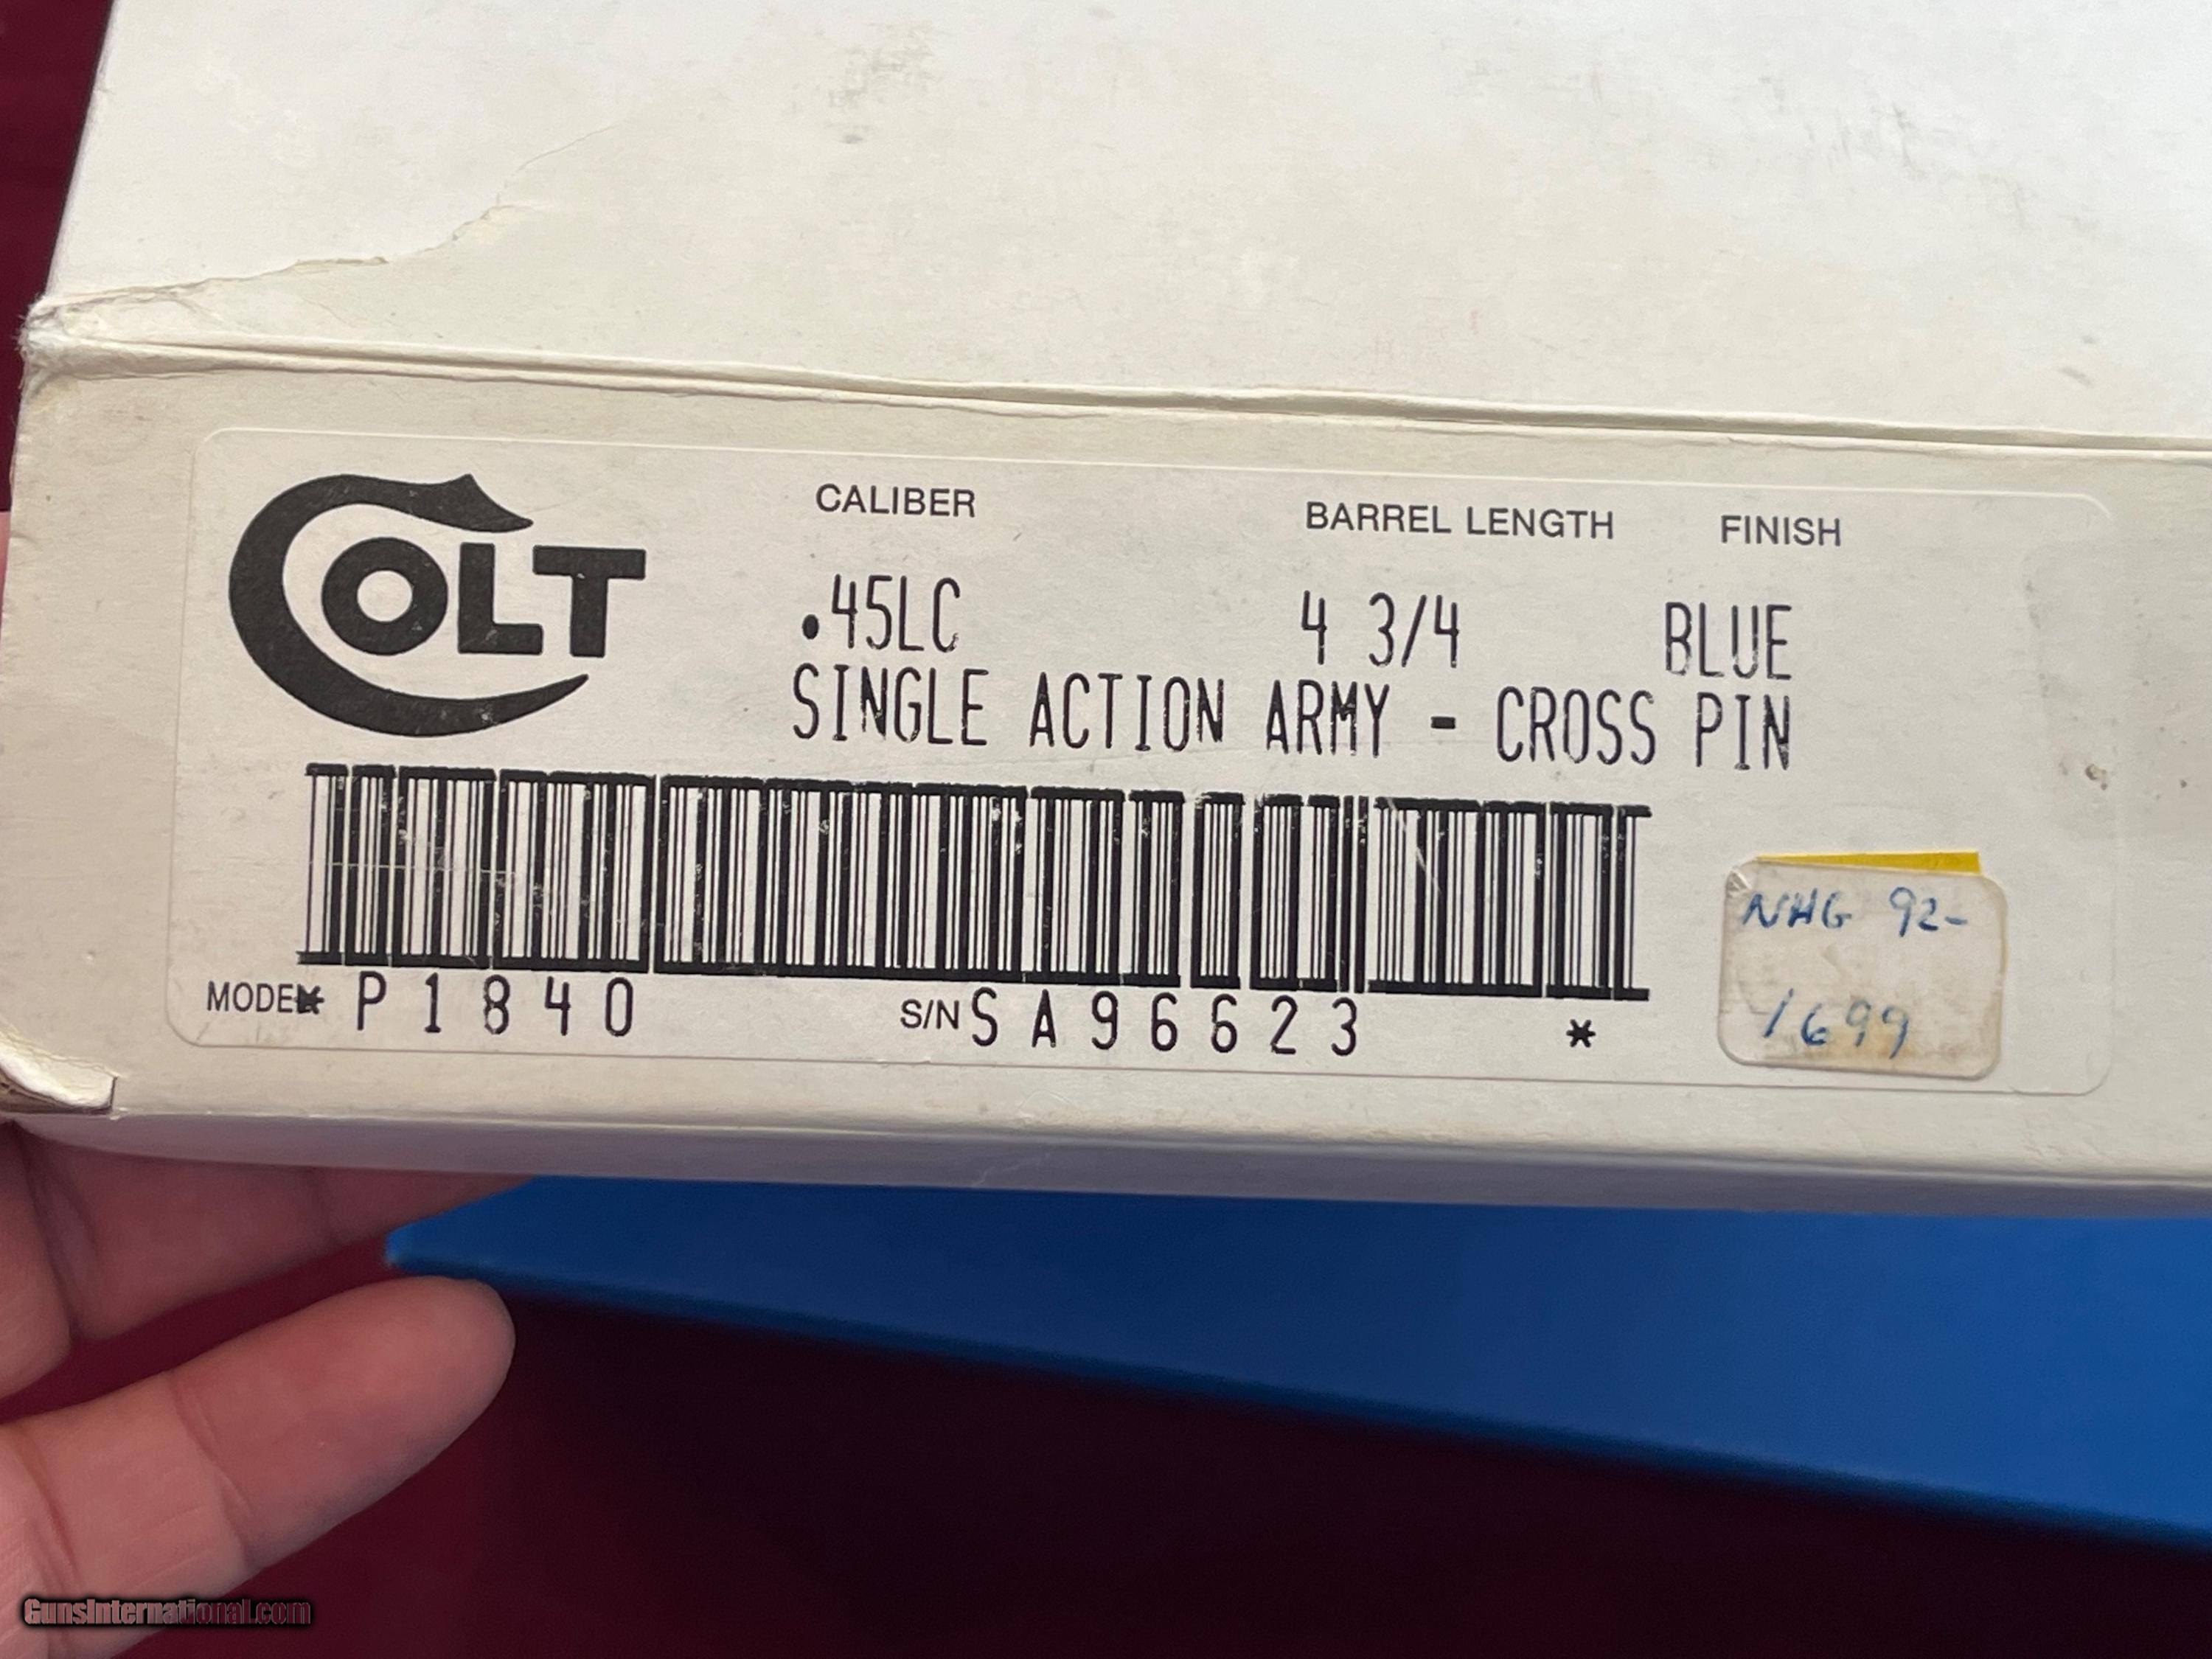 COLT
CALIBER BARREL LENGTH FINISH
.45LC 4 3/4 BLUE
SINGLE ACTION ARMY - CROSS PIN
MODEL * P1840 S/N SA96623 *
NHG 92-
1699
GunsInternational.com